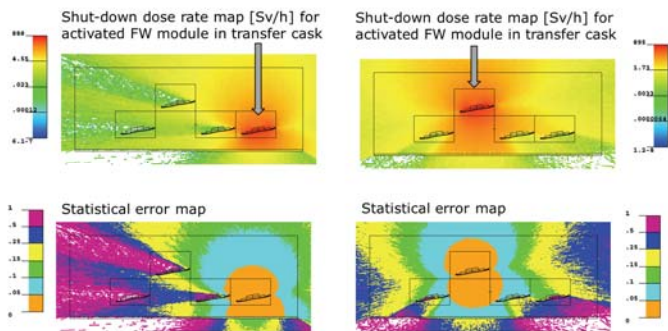 Shut-down dose rate map [Sv/h] for
activated FW module in transfer cask
Shut-down dose rate map [Sv/h] for
activated FW module in transfer cask
Statistical error map
1
.5
.25
.15
.1
.05
0
Statistical error map
1
.5
.25
.15
.1
.05
0